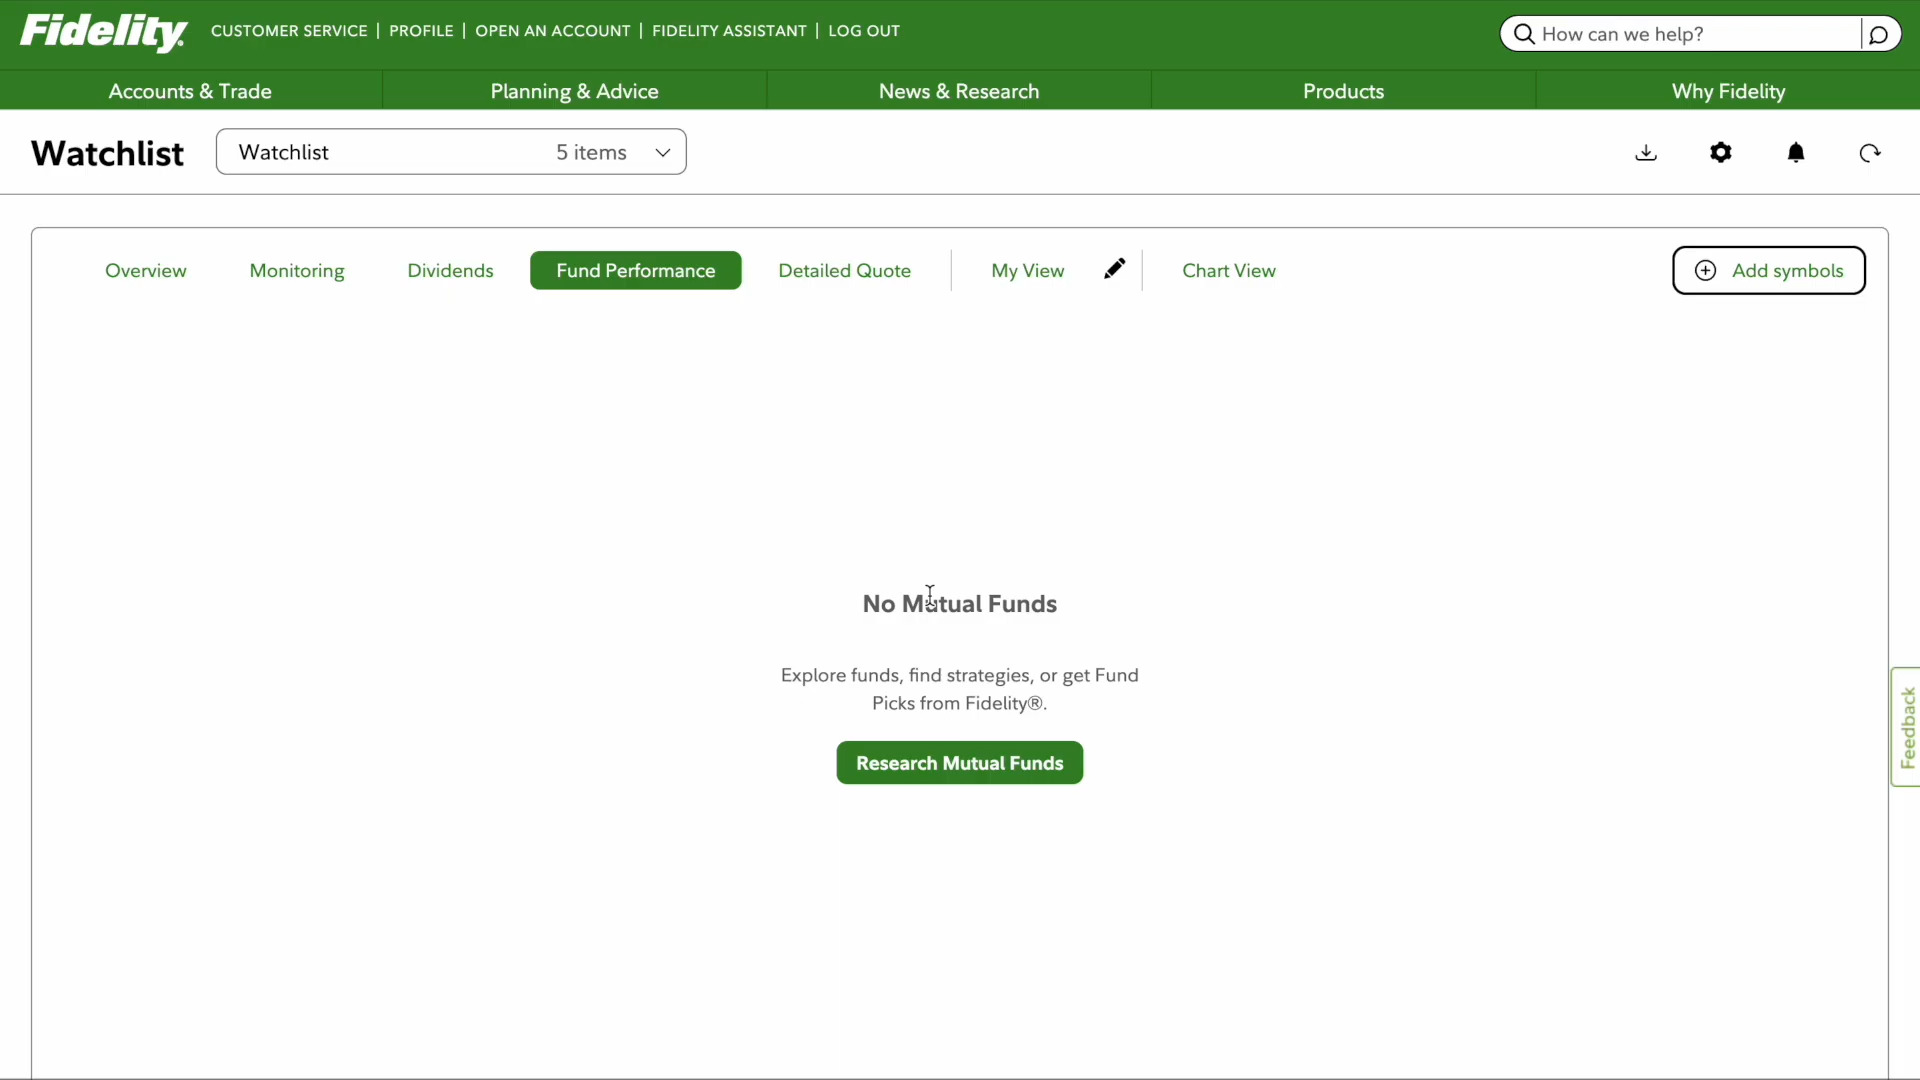 Fidelity
CUSTOMER SERVICE | PROFILE | OPEN AN ACCOUNT | FIDELITY ASSISTANT | LOG OUT
How can we help?
Accounts & Trade
Planning & Advice
News & Research
Products
Why Fidelity
Watchlist
Watchlist 5 items
Overview
Monitoring
Dividends
Fund Performance
Detailed Quote
My View
Chart View
Add symbols
No Mutual Funds
Explore funds, find strategies, or get Fund
Picks from Fidelity®.
Research Mutual Funds
Feedback